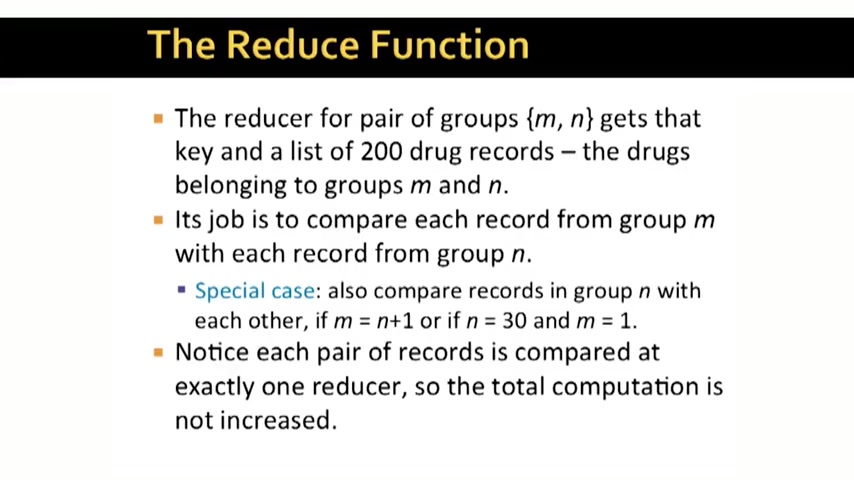 The Reduce Function
▪ The reducer for pair of groups {m, n} gets that
key and a list of 200 drug records – the drugs
belonging to groups m and n.
▪ Its job is to compare each record from group m
with each record from group n.
▪ Special case: also compare records in group n with
each other, if m = n+1 or if n = 30 and m = 1.
▪ Notice each pair of records is compared at
exactly one reducer, so the total computation is
not increased.